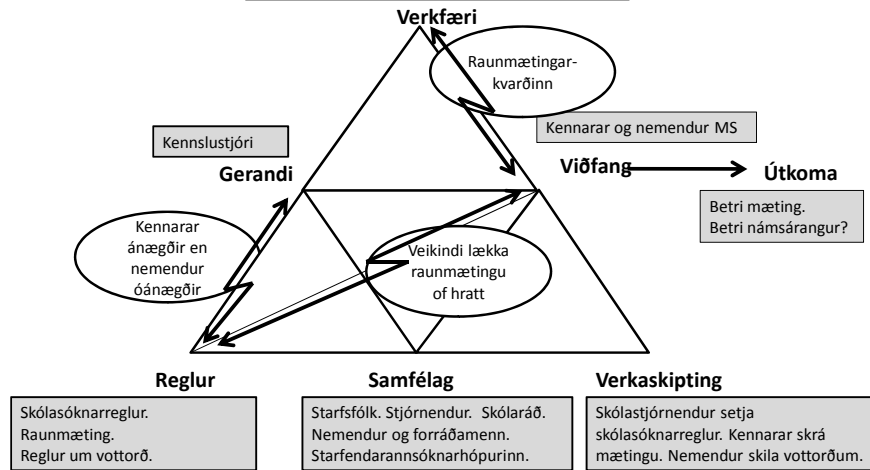 Verkfæri
Raunmætingar-
kvarðinn
Kennarar og nemendur MS
Kennslustjóri
Gerandi
Viðfang
Útkoma
Betri mæting.
Betri námsárangur?
Kennarar
ánægðir en
nemendur
óánægðir
Veikindi lækka
raunmætingu
of hratt
Reglur
Samfélag
Verkaskipting
Skólasóknarreglur.
Raunmæting.
Reglur um vottorð.
Starfsfólk. Stjórnendur. Skólaráð.
Nemendur og forráðamenn.
Starfendarannsóknarhópurinn.
Skólastjórnendur setja
skólasóknarreglur. Kennarar skrá
mætingu. Nemendur skila vottorðum.